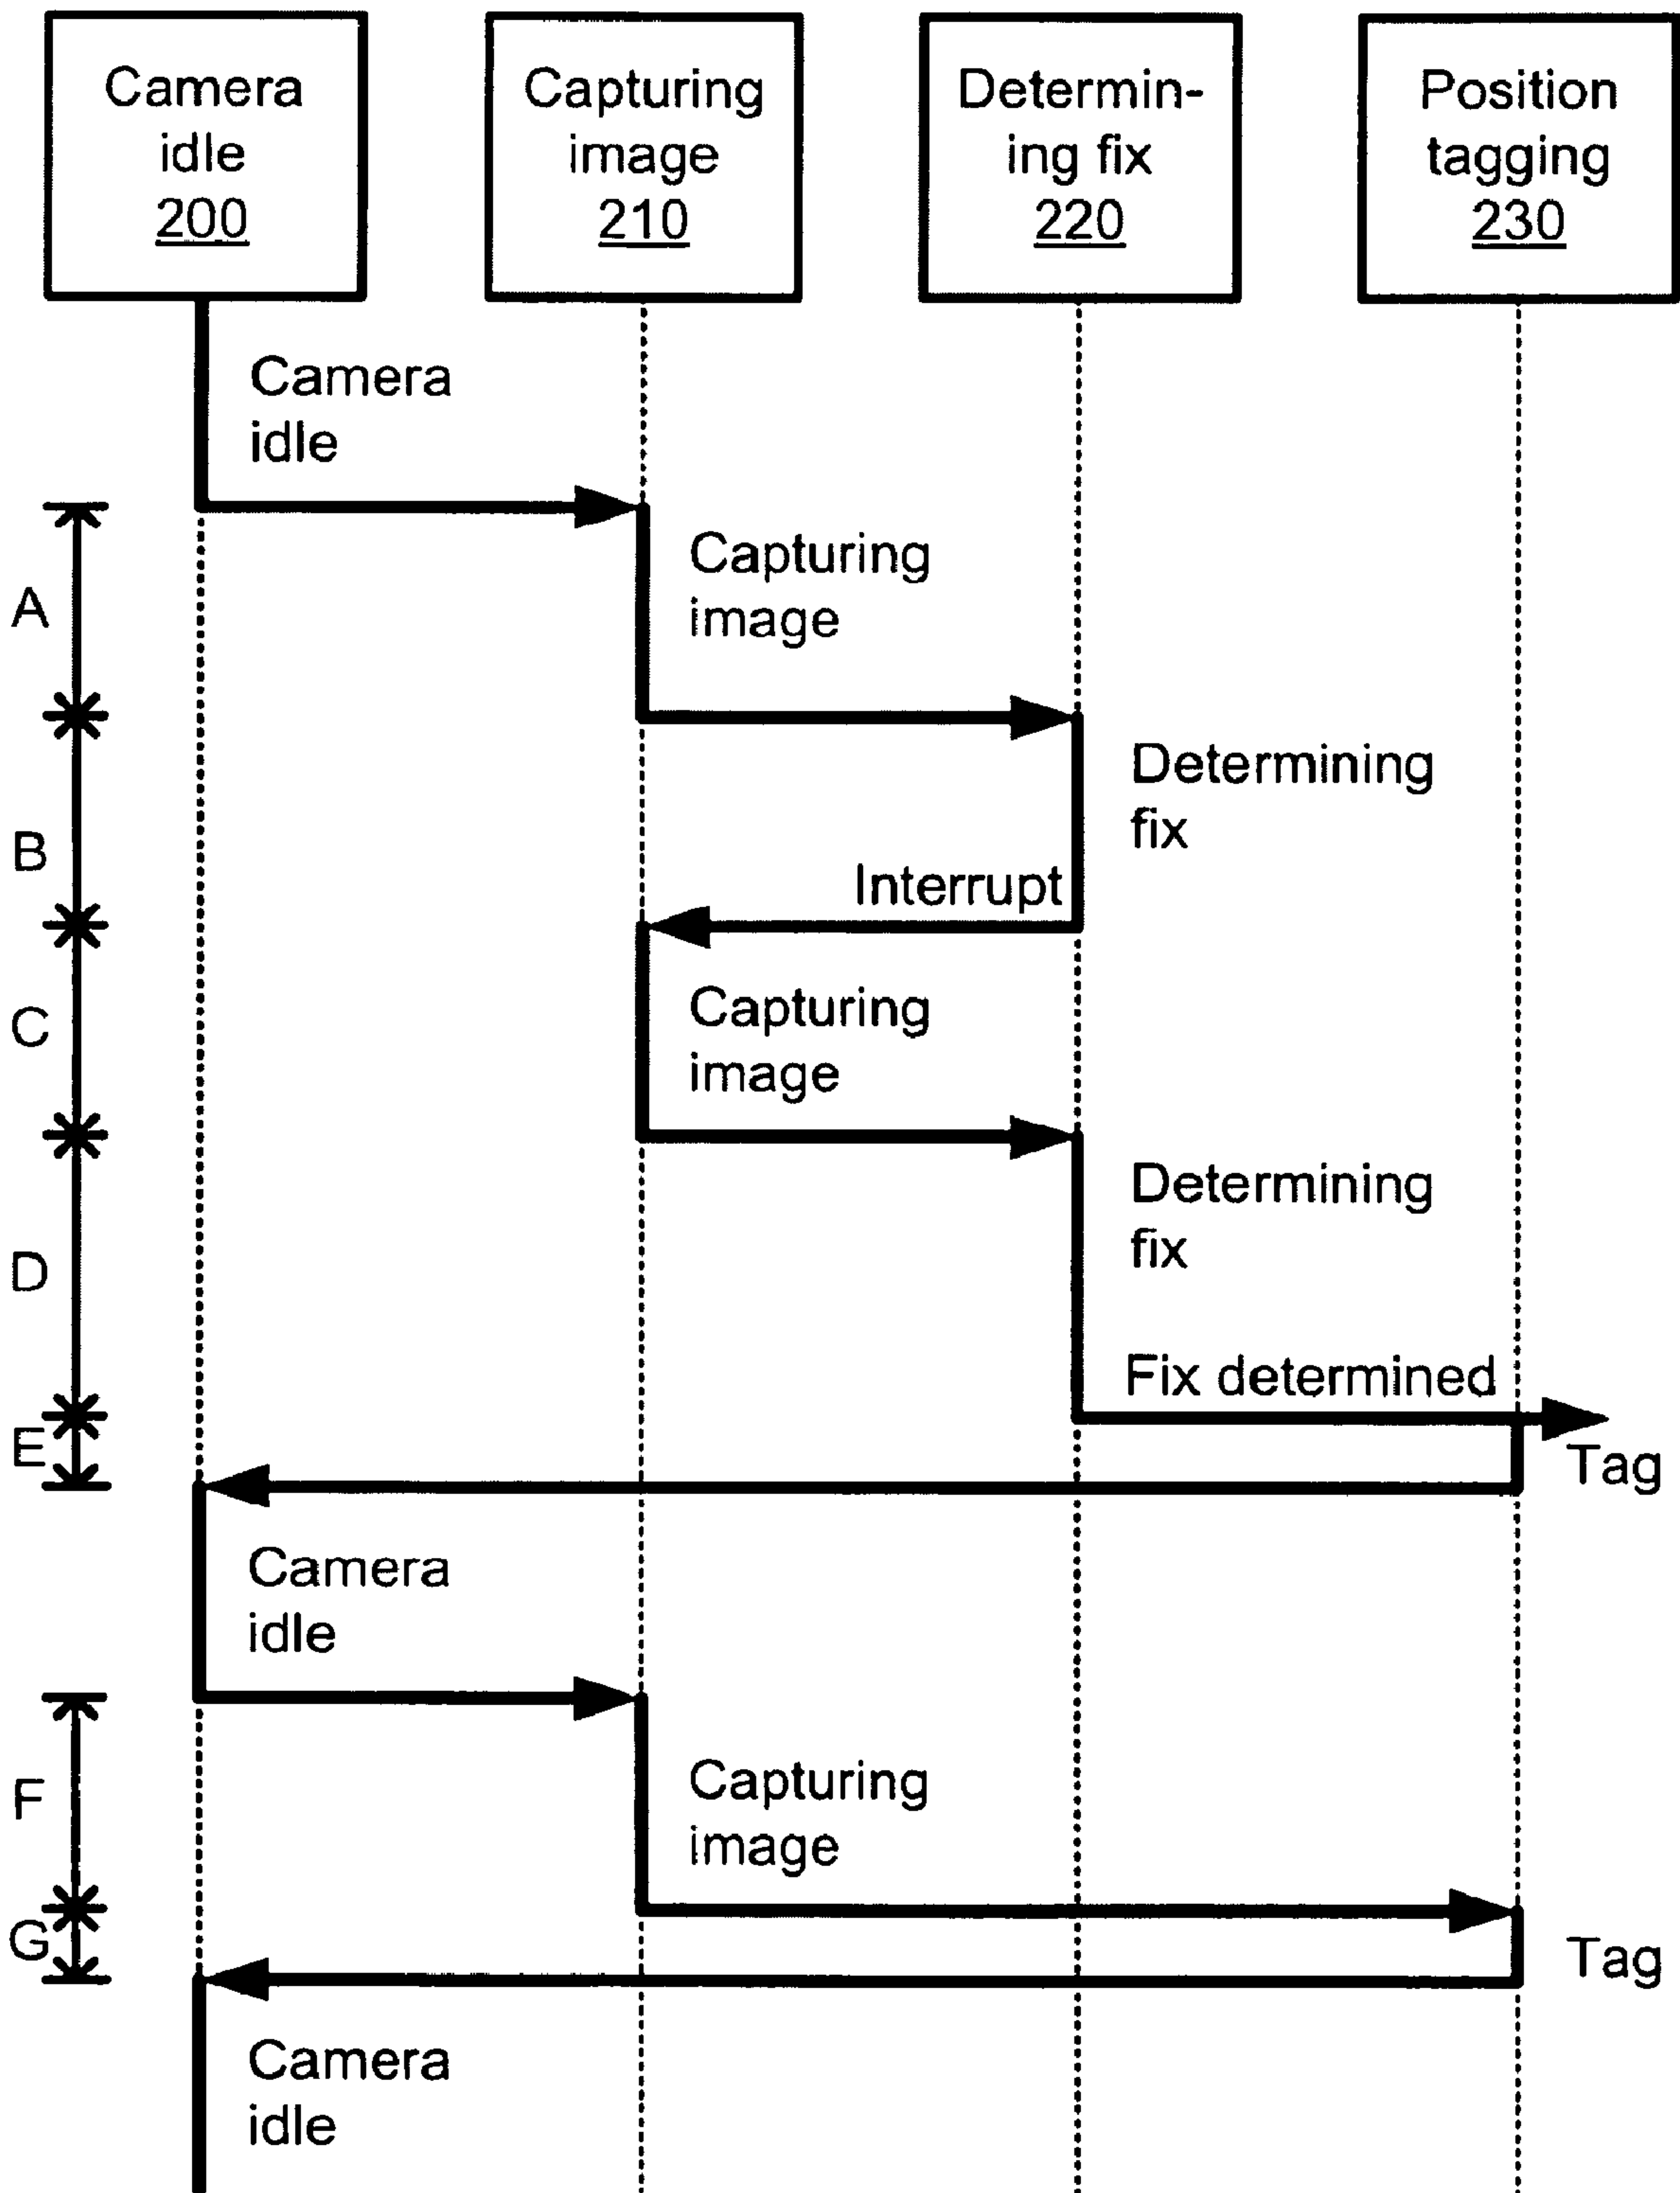 Camera
idle
200
Capturing
image
210
Determin-
ing fix
220
Position
tagging
230
Camera
idle
A
Capturing
image
B
Determining
fix
Interrupt
C
Capturing
image
D
Determining
fix
Fix determined
E
Tag
Camera
idle
F
Capturing
image
G
Tag
Camera
idle